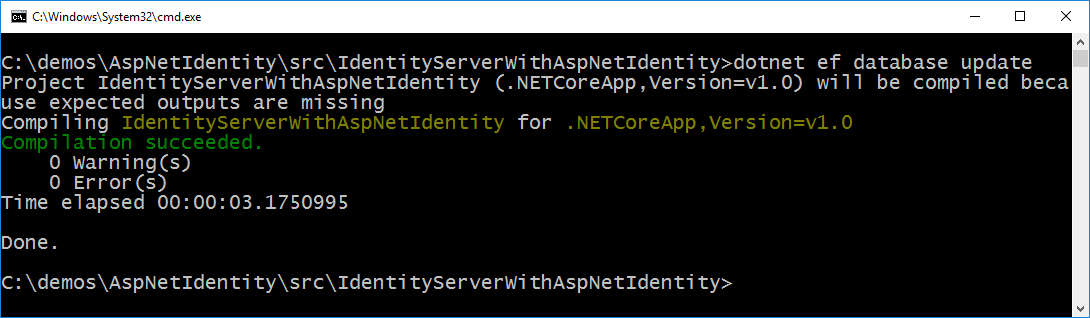 C:\Windows\System32\cmd.exe
C:\demos\AspNetIdentity\src\IdentityServerWithAspNetIdentity>dotnet ef database update
Project IdentityServerWithAspNetIdentity (.NETCoreApp,Version=v1.0) will be compiled beca
use expected outputs are missing
Compiling IdentityServerWithAspNetIdentity for .NETCoreApp,Version=v1.0
Compilation succeeded.
    0 Warning(s)
    0 Error(s)
Time elapsed 00:00:03.1750995
Done.
C:\demos\AspNetIdentity\src\IdentityServerWithAspNetIdentity>